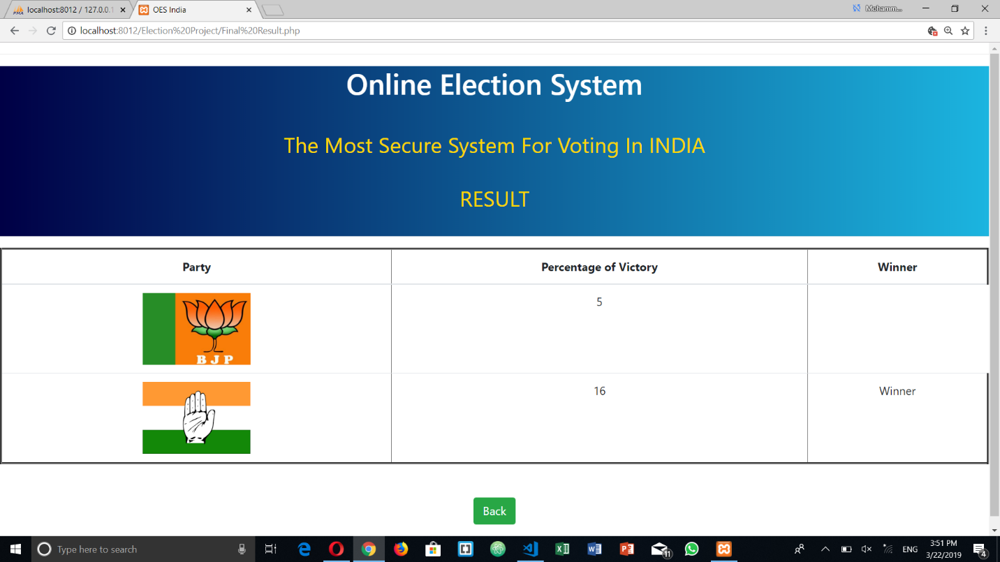 localhost:8012 / 127.0.0.1
OES India
Mohamm...
localhost:8012/Election%20Project/Final%20Result.php
Online Election System
The Most Secure System For Voting In INDIA
RESULT
Party Percentage of Victory Winner
5
BJP
16 Winner
Back
Type here to search
11
ENG
3:51 PM
3/22/2019
4